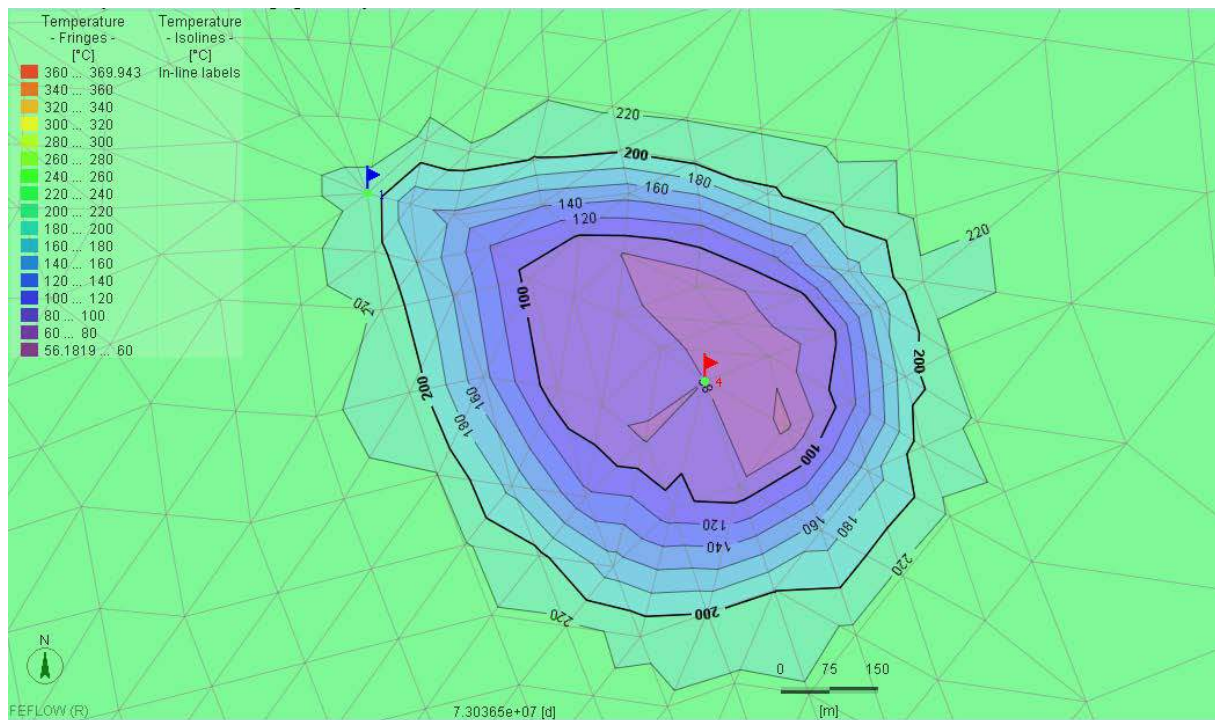 Temperature
- Fringes -
[°C]
360 ... 369.943
340 ... 360
320 ... 340
300 ... 320
280 ... 300
260 ... 280
240 ... 260
220 ... 240
200 ... 220
180 ... 200
160 ... 180
140 ... 160
120 ... 140
100 ... 120
80 ... 100
60 ... 80
56.1819 ... 60
Temperature
- Isolines -
[°C]
In-line labels
220
200
180
160
140
120
1
220
220
100
200
200
160
180
4
100
120
140
160
180
220
220
200
N
0 75 150
[m]
FEFLOW (R)
7.30365e+07 [d]